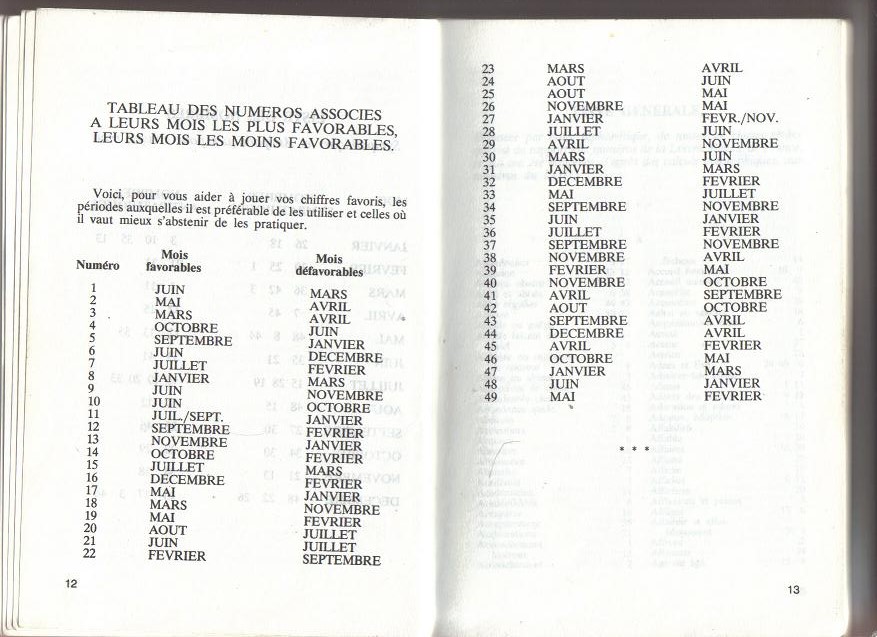 TABLEAU DES NUMEROS ASSOCIES
A LEURS MOIS LES PLUS FAVORABLES,
LEURS MOIS LES MOINS FAVORABLES.
Voici, pour vous aider à jouer vos chiffres favoris, les
périodes auxquelles il est préférable de les utiliser et celles où
il vaut mieux s'abstenir de les pratiquer.
Numéro Mois favorables Mois défavorables
1 JUIN MARS
2 MAI AVRIL
3 MARS AVRIL
4 OCTOBRE JUIN
5 SEPTEMBRE JANVIER
6 JUIN DECEMBRE
7 JUILLET FEVRIER
8 JANVIER MARS
9 JUIN NOVEMBRE
10 JUIN OCTOBRE
11 JUIL./SEPT. JANVIER
12 SEPTEMBRE FEVRIER
13 NOVEMBRE JANVIER
14 OCTOBRE FEVRIER
15 JUILLET MARS
16 DECEMBRE FEVRIER
17 MAI JANVIER
18 MARS NOVEMBRE
19 MAI FEVRIER
20 AOUT JUILLET
21 JUIN JUILLET
22 FEVRIER SEPTEMBRE
12
23 MARS AVRIL
24 AOUT JUIN
25 AOUT MAI
26 NOVEMBRE MAI
27 JANVIER FEVR./NOV.
28 JUILLET JUIN
29 AVRIL NOVEMBRE
30 MARS JUIN
31 JANVIER MARS
32 DECEMBRE FEVRIER
33 MAI JUILLET
34 SEPTEMBRE NOVEMBRE
35 JUIN JANVIER
36 JUILLET FEVRIER
37 SEPTEMBRE NOVEMBRE
38 NOVEMBRE AVRIL
39 FEVRIER MAI
40 NOVEMBRE OCTOBRE
41 AVRIL SEPTEMBRE
42 AOUT OCTOBRE
43 SEPTEMBRE AVRIL
44 DECEMBRE AVRIL
45 AVRIL FEVRIER
46 OCTOBRE MAI
47 JANVIER MARS
48 JUIN JANVIER
49 MAI FEVRIER
* * *
13